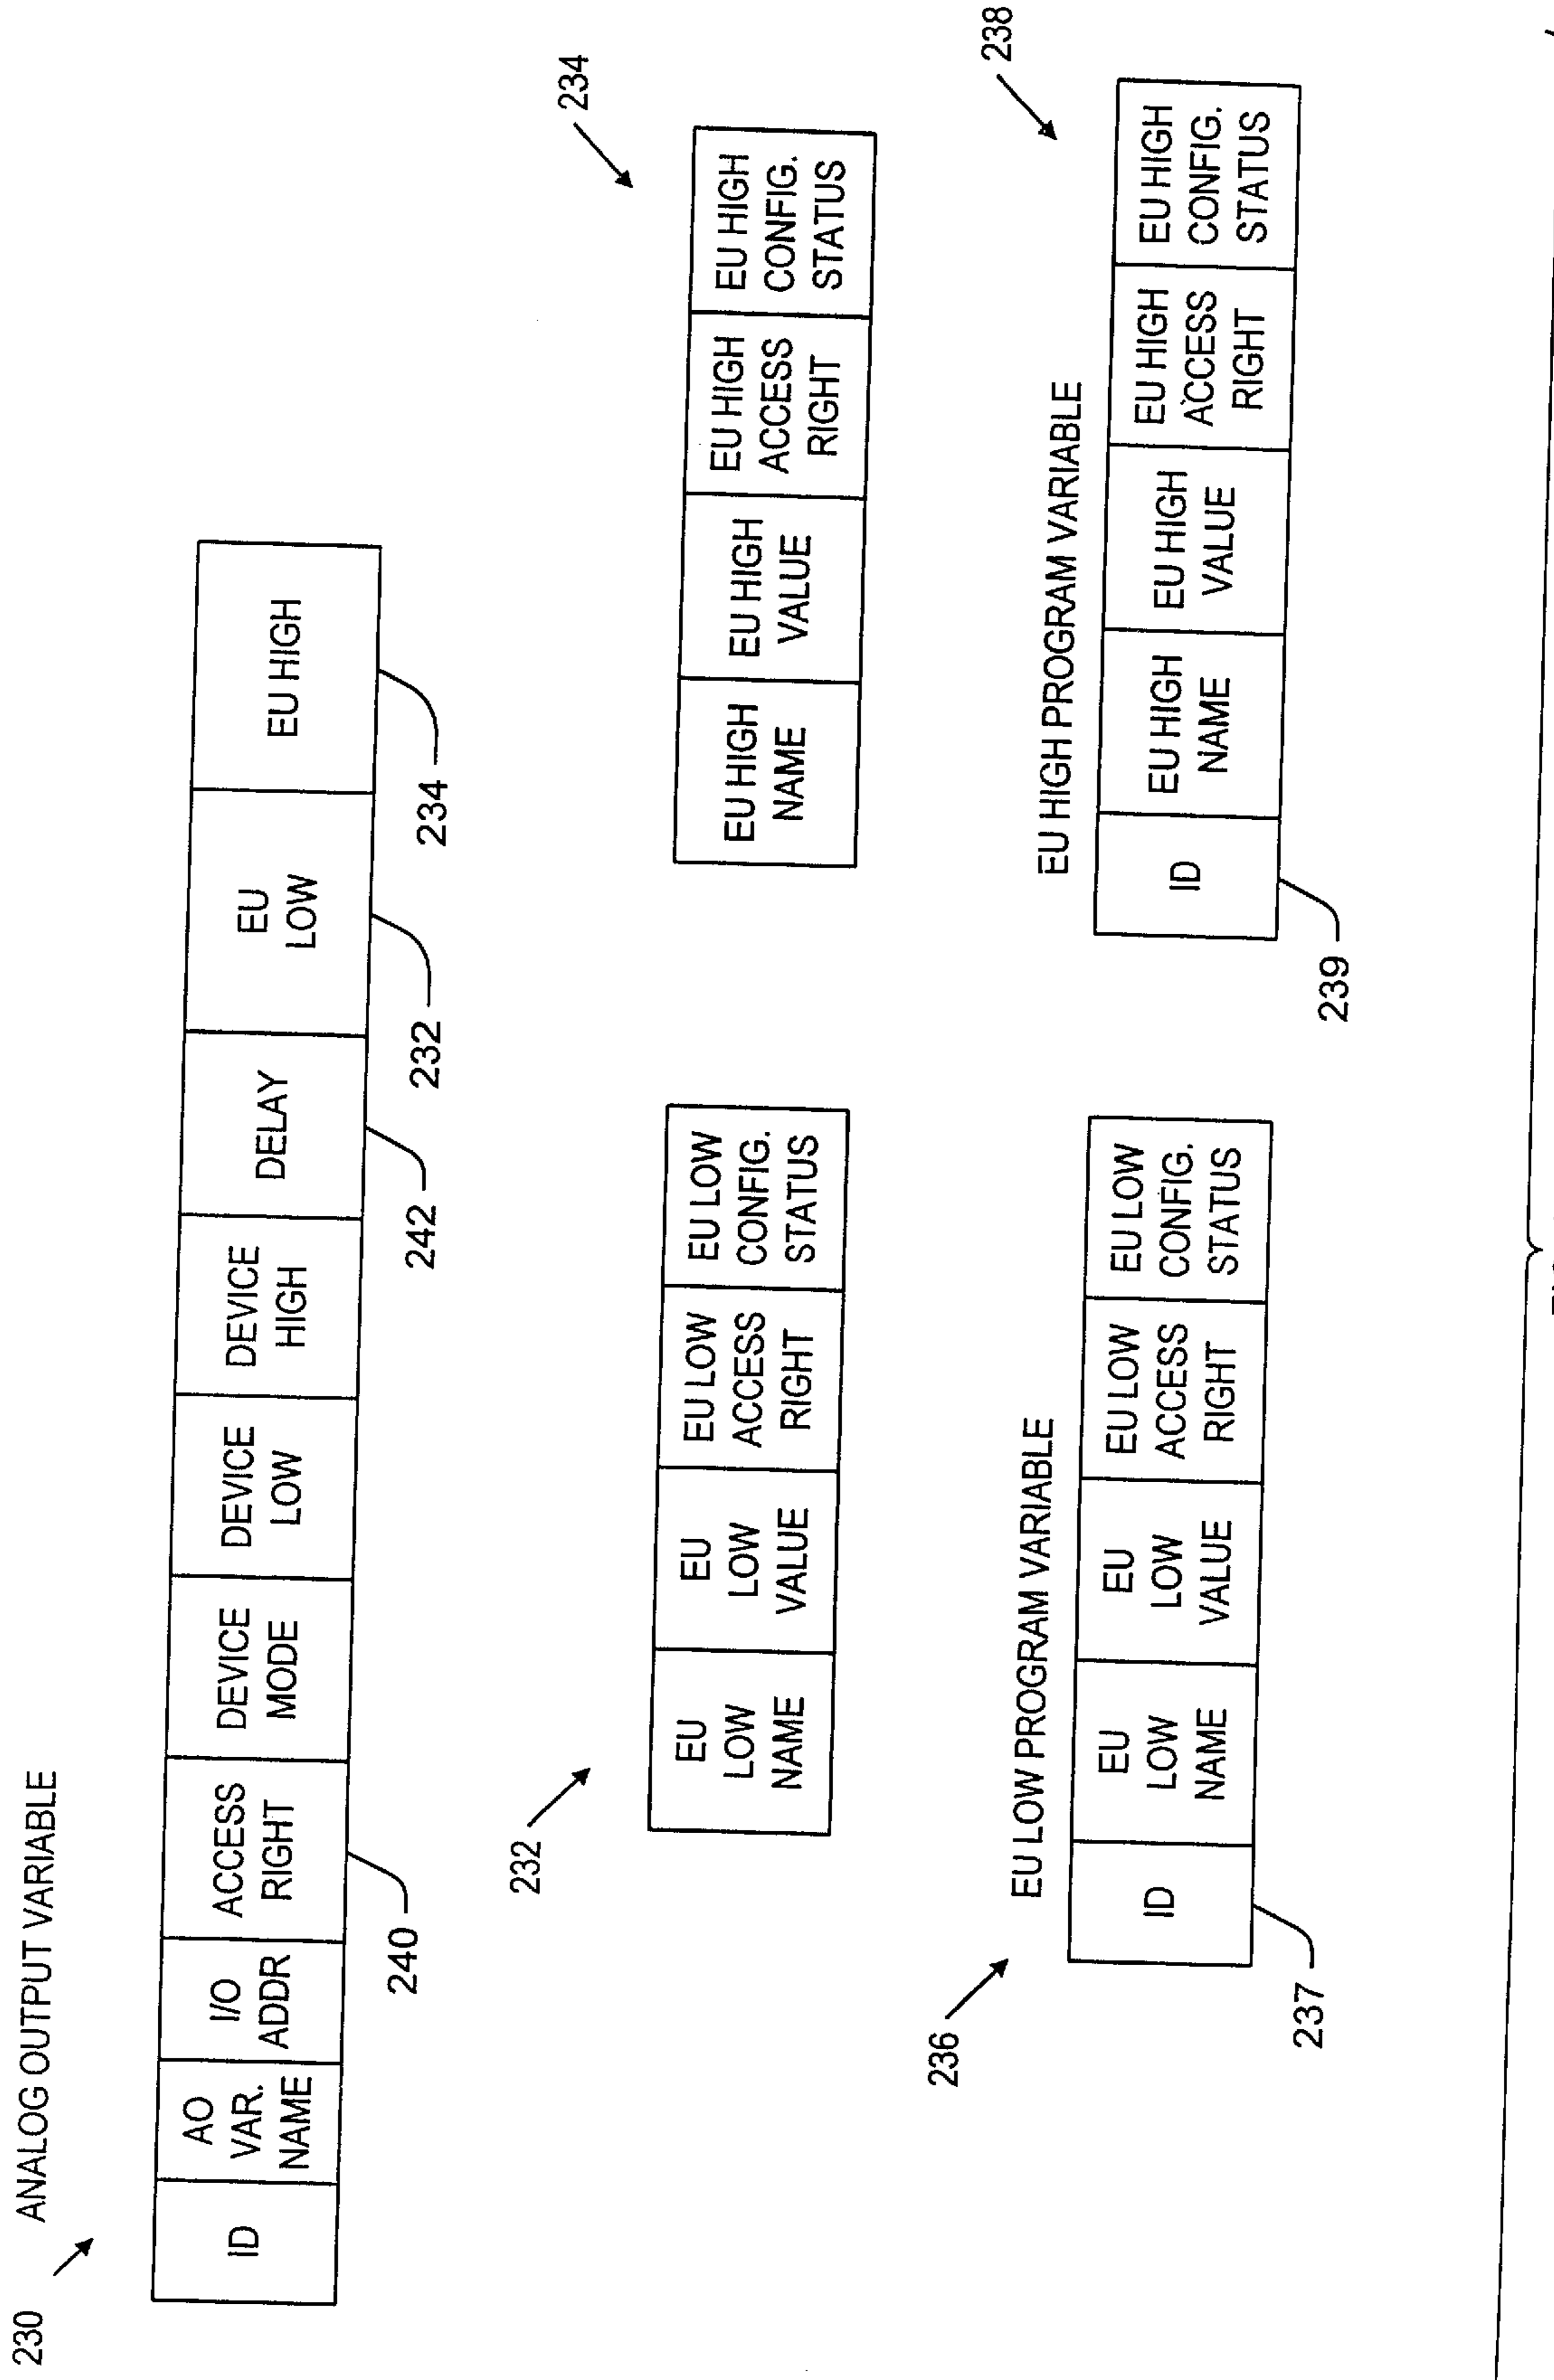 230
ANALOG OUTPUT VARIABLE
ID
AO
VAR.
NAME
I/O
ADDR
ACCESS
RIGHT
DEVICE
MODE
DEVICE
LOW
DEVICE
HIGH
DELAY
EU
LOW
EU HIGH
240
242
232
234
232
EU
LOW
NAME
EU
LOW
VALUE
EU LOW
ACCESS
RIGHT
EU LOW
CONFIG.
STATUS
234
EU HIGH
NAME
EU HIGH
VALUE
EU HIGH
ACCESS
RIGHT
EU HIGH
CONFIG.
STATUS
236
EU LOW PROGRAM VARIABLE
ID
EU
LOW
NAME
EU
LOW
VALUE
EU LOW
ACCESS
RIGHT
EU LOW
CONFIG.
STATUS
237
238
EU HIGH PROGRAM VARIABLE
ID
EU HIGH
NAME
EU HIGH
VALUE
EU HIGH
ACCESS
RIGHT
EU HIGH
CONFIG.
STATUS
239